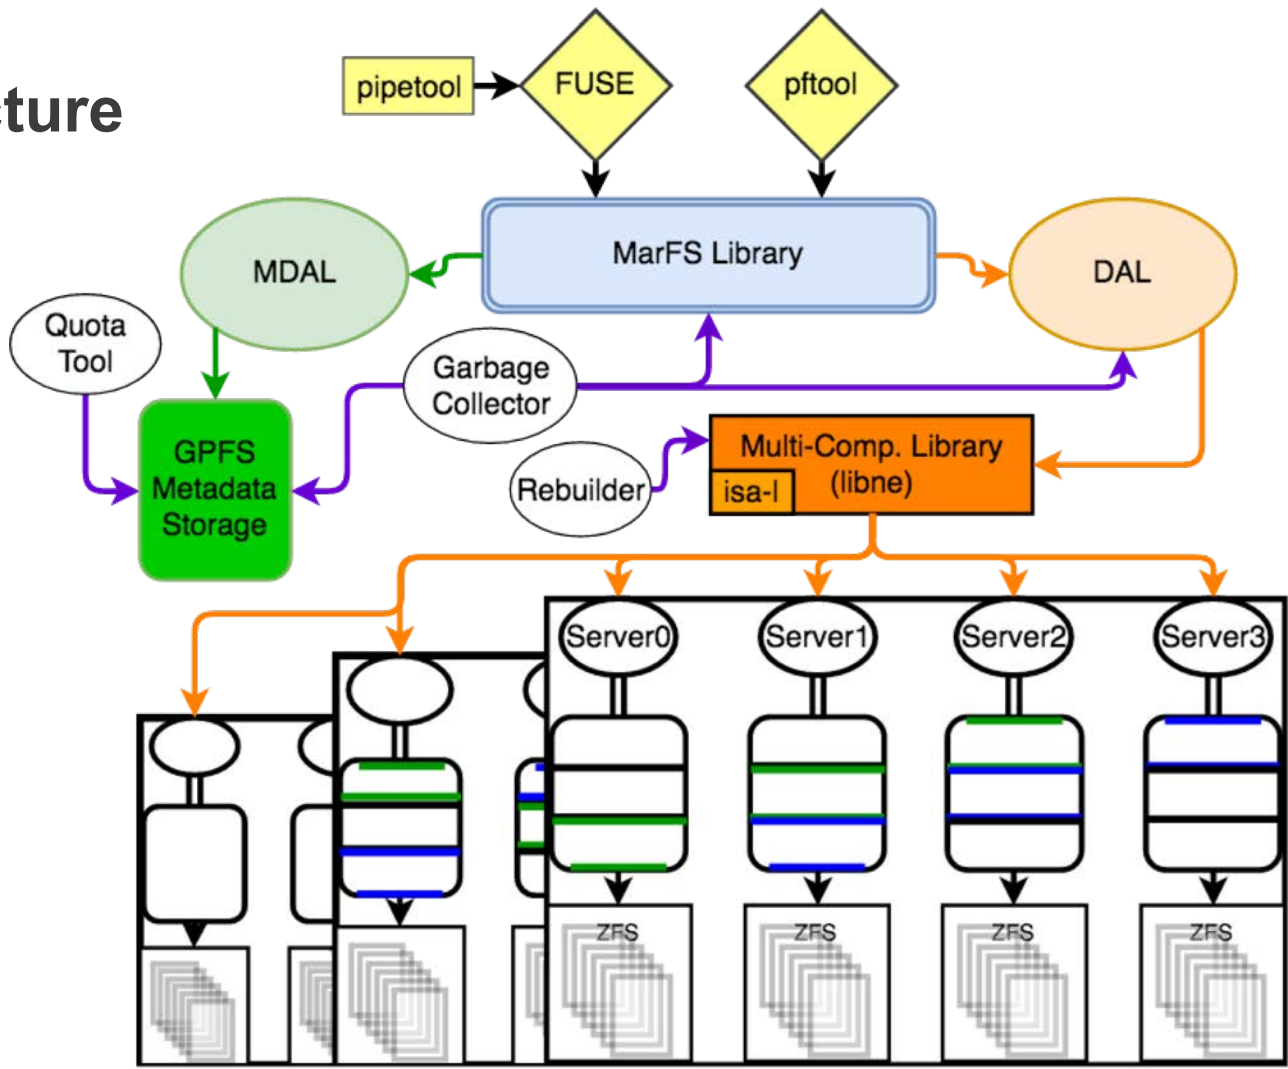 cture
pipetool
FUSE
pftool
MDAL
MarFS Library
DAL
Quota
Tool
Garbage
Collector
GPFS
Metadata
Storage
Rebuilder
Multi-Comp. Library
(libne)
isa-l
Server0
Server1
Server2
Server3
ZFS
ZFS
ZFS
ZFS